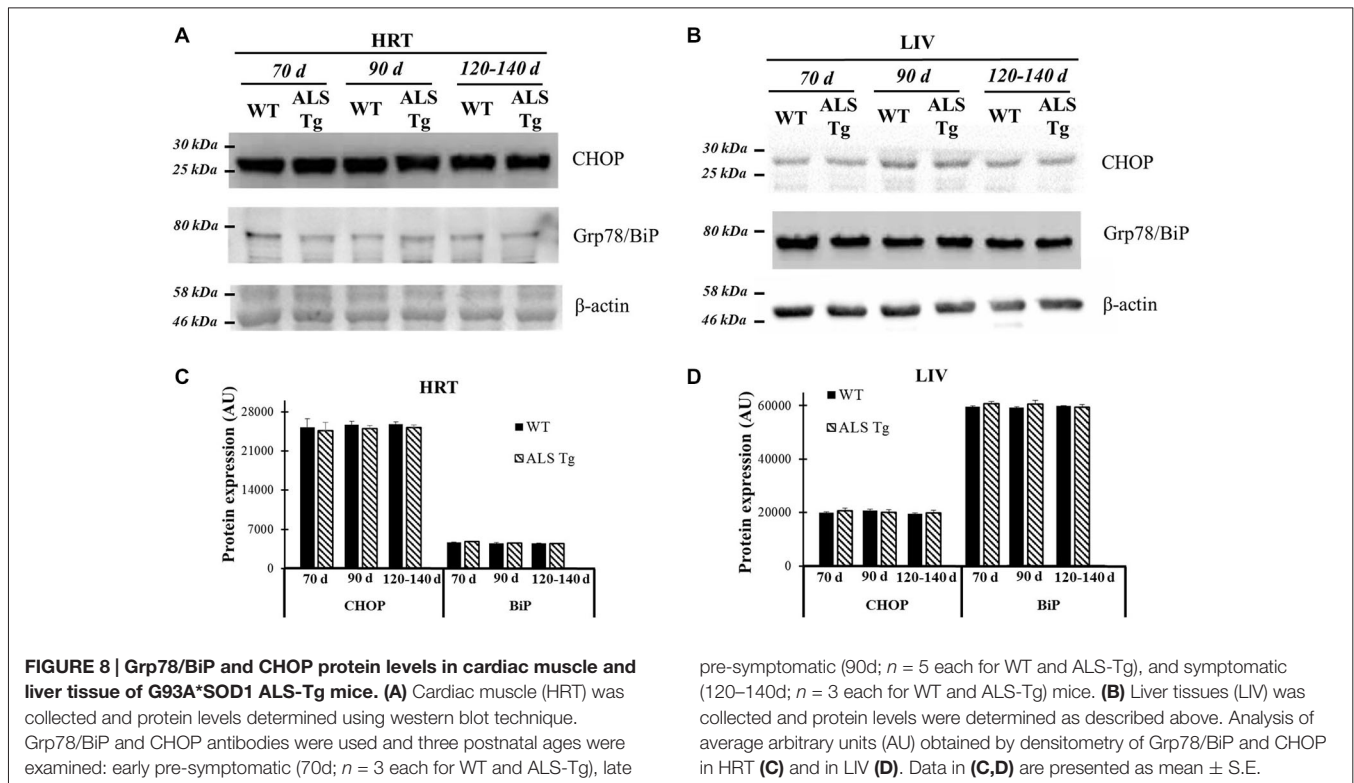 A
HRT
70 d 90 d 120-140 d
WT ALS Tg WT ALS Tg WT ALS Tg
30 kDa
25 kDa
CHOP
80 kDa
Grp78/BiP
58 kDa
46 kDa
β-actin
B
LIV
70 d 90 d 120-140 d
WT ALS Tg WT ALS Tg WT ALS Tg
30 kDa
25 kDa
CHOP
80 kDa
Grp78/BiP
58 kDa
46 kDa
β-actin
C
HRT
Protein expression (AU)
28000
21000
14000
7000
0
WT
ALS Tg
70 d 90 d 120-140 d 70 d 90 d 120-140 d
CHOP BiP
D
LIV
Protein expression (AU)
60000
40000
20000
0
WT
ALS Tg
70 d 90 d 120-140 d 70 d 90 d 120-140 d
CHOP BiP
FIGURE 8 | Grp78/BiP and CHOP protein levels in cardiac muscle and
liver tissue of G93A*SOD1 ALS-Tg mice. (A) Cardiac muscle (HRT) was
collected and protein levels determined using western blot technique.
Grp78/BiP and CHOP antibodies were used and three postnatal ages were
examined: early pre-symptomatic (70d; n = 3 each for WT and ALS-Tg), late
pre-symptomatic (90d; n = 5 each for WT and ALS-Tg), and symptomatic
(120–140d; n = 3 each for WT and ALS-Tg) mice. (B) Liver tissues (LIV) was
collected and protein levels were determined as described above. Analysis of
average arbitrary units (AU) obtained by densitometry of Grp78/BiP and CHOP
in HRT (C) and in LIV (D). Data in (C,D) are presented as mean ± S.E.